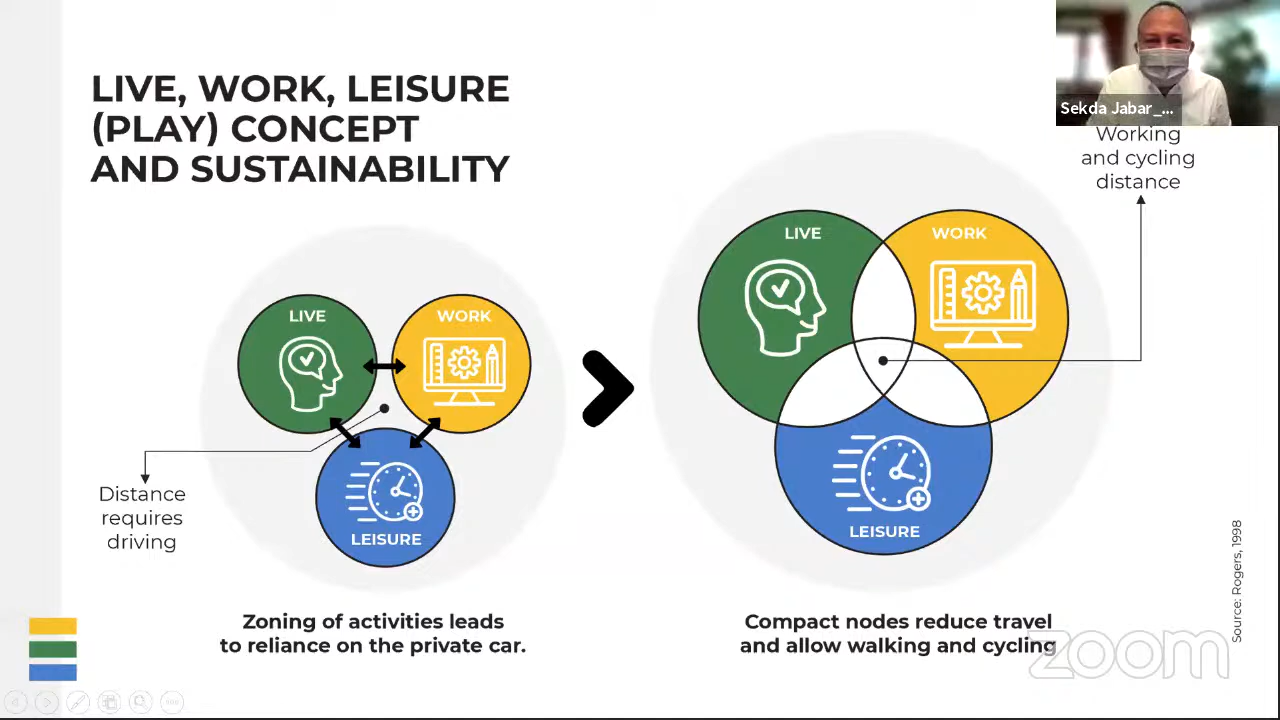 LIVE, WORK, LEISURE
(PLAY) CONCEPT
AND SUSTAINABILITY
Sekda Jabar_...
Working
and cycling
distance
LIVE
WORK
LEISURE
Distance
requires
driving
Zoning of activities leads
to reliance on the private car.
LIVE
WORK
LEISURE
Compact nodes reduce travel
and allow walking and cycling
Source: Rogers, 1998
zoom